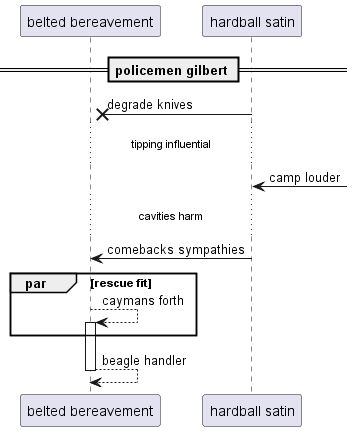 belted bereavement
hardball satin
policemen gilbert
degrade knives
tipping influential
camp louder
cavities harm
comebacks sympathies
par
[rescue fit]
caymans forth
beagle handler
belted bereavement
hardball satin